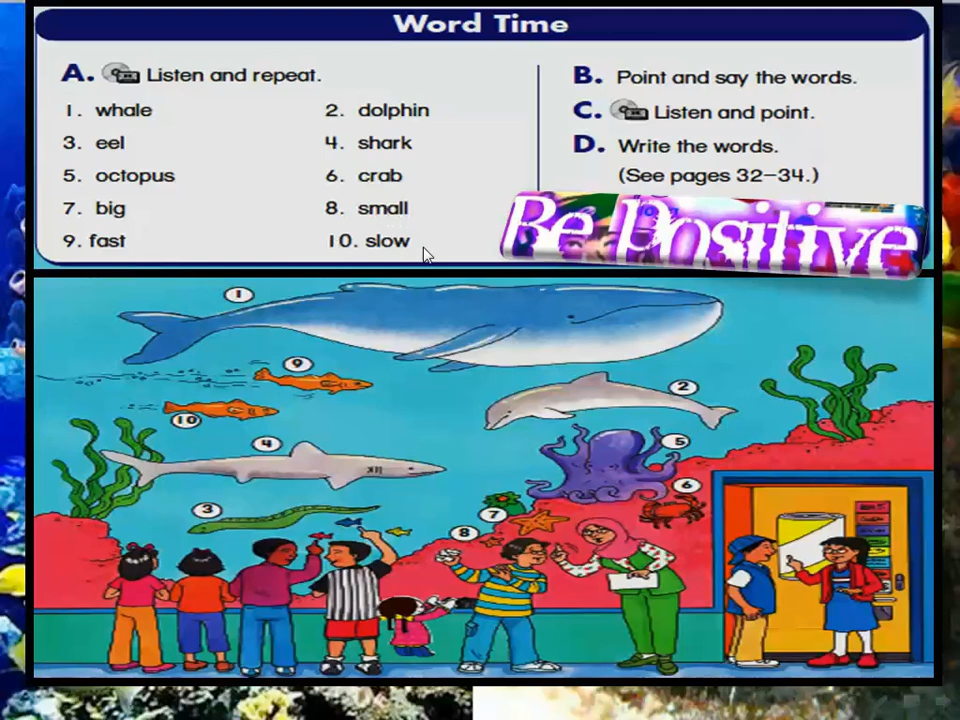 Word Time
A. Listen and repeat.
1. whale
2. dolphin
3. eel
4. shark
5. octopus
6. crab
7. big
8. small
9. fast
10. slow
B. Point and say the words.
C. Listen and point.
D. Write the words.
(See pages 32–34.)
Be Positive
1
9
10
2
4
5
6
3
7
8